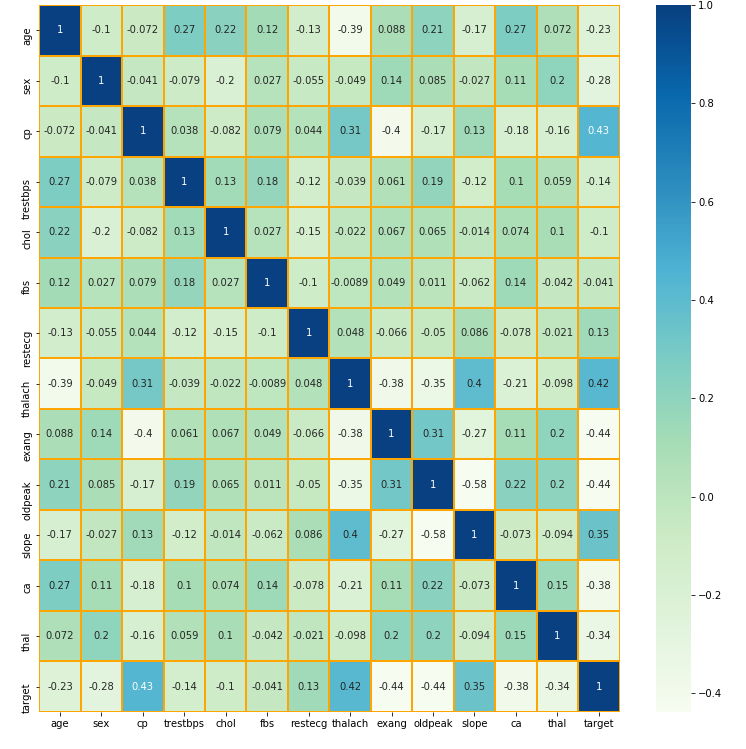 age 1 -0.1 -0.072 0.27 0.22 0.12 -0.13 -0.39 0.088 0.21 -0.17 0.27 0.072 -0.23
sex -0.1 1 -0.041 -0.079 -0.2 0.027 -0.055 -0.049 0.14 0.085 -0.027 0.11 0.2 -0.28
cp -0.072 -0.041 1 0.038 -0.082 0.079 0.044 0.31 -0.4 -0.17 0.13 -0.18 -0.16 0.43
trestbps 0.27 -0.079 0.038 1 0.13 0.18 -0.12 -0.039 0.061 0.19 -0.12 0.1 0.059 -0.14
chol 0.22 -0.2 -0.082 0.13 1 0.027 -0.15 -0.022 0.067 0.065 -0.014 0.074 0.1 -0.1
fbs 0.12 0.027 0.079 0.18 0.027 1 -0.1 -0.0089 0.049 0.011 -0.062 0.14 -0.042 -0.041
restecg -0.13 -0.055 0.044 -0.12 -0.15 -0.1 1 0.048 -0.066 -0.05 0.086 -0.078 -0.021 0.13
thalach -0.39 -0.049 0.31 -0.039 -0.022 -0.0089 0.048 1 -0.38 -0.35 0.4 -0.21 -0.098 0.42
exang 0.088 0.14 -0.4 0.061 0.067 0.049 -0.066 -0.38 1 0.31 -0.27 0.11 0.2 -0.44
oldpeak 0.21 0.085 -0.17 0.19 0.065 0.011 -0.05 -0.35 0.31 1 -0.58 0.22 0.2 -0.44
slope -0.17 -0.027 0.13 -0.12 -0.014 -0.062 0.086 0.4 -0.27 -0.58 1 -0.073 -0.094 0.35
ca 0.27 0.11 -0.18 0.1 0.074 0.14 -0.078 -0.21 0.11 0.22 -0.073 1 0.15 -0.38
thal 0.072 0.2 -0.16 0.059 0.1 -0.042 -0.021 -0.098 0.2 0.2 -0.094 0.15 1 -0.34
target -0.23 -0.28 0.43 -0.14 -0.1 -0.041 0.13 0.42 -0.44 -0.44 0.35 -0.38 -0.34 1
age sex cp trestbps chol fbs restecg thalach exang oldpeak slope ca thal target
1.0
0.8
0.6
0.4
0.2
0.0
−0.2
−0.4